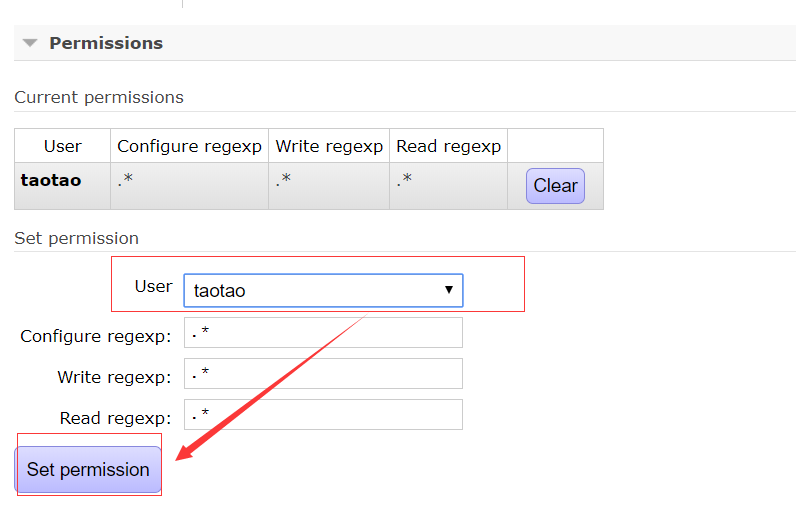 Permissions
Current permissions
User Configure regexp Write regexp Read regexp
taotao .* .* .* Clear
Set permission
User taotao
Configure regexp: .*
Write regexp: .*
Read regexp: .*
Set permission